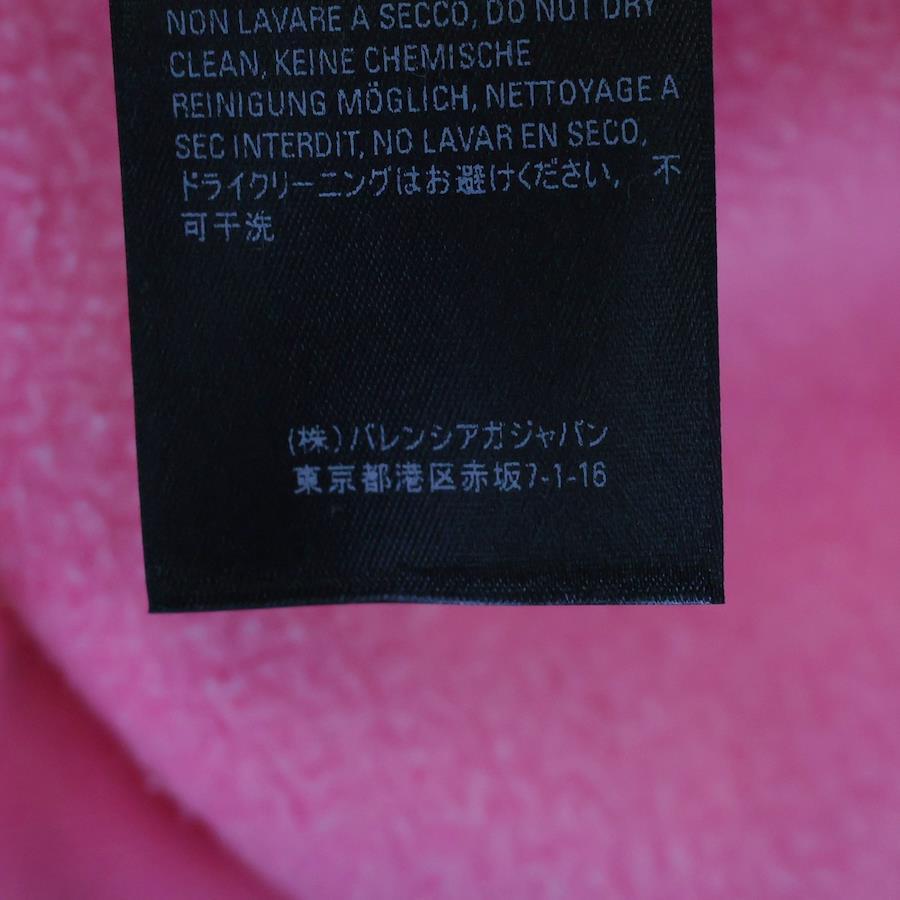 NON LAVARE A SECCO, DO NOT DRY
CLEAN, KEINE CHEMISCHE
REINIGUNG MÖGLICH, NETTOYAGE A
SEC INTERDIT, NO LAVAR EN SECO,
ドライクリーニングはお避けください, 不
可干洗
(株)バレンシアガジャパン
東京都港区赤坂7-1-16